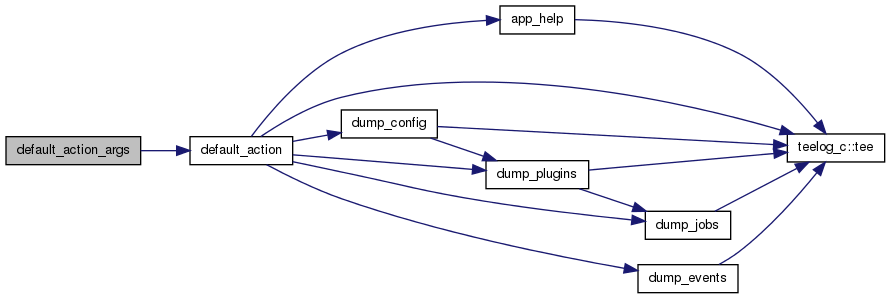 app_help
dump_config
teelog_c::tee
default_action_args
default_action
dump_plugins
dump_jobs
dump_events